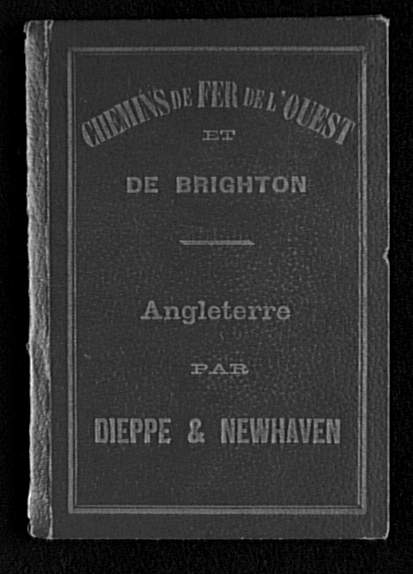 CHEMINS DE FER DE L'OUEST
ET
DE BRIGHTON
Angleterre
PAR
DIEPPE & NEWHAVEN